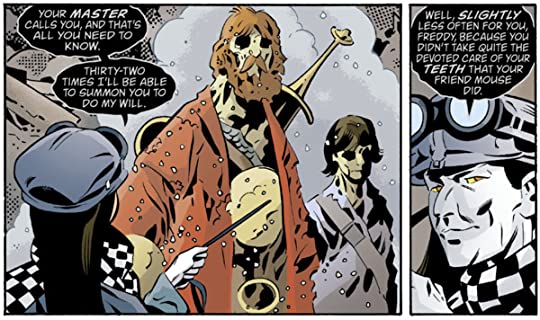 YOUR MASTER
CALLS YOU, AND THAT'S
ALL YOU NEED TO
KNOW.
THIRTY-TWO
TIMES I'LL BE ABLE
TO SUMMON YOU TO
DO MY WILL.
WELL, SLIGHTLY
LESS OFTEN FOR YOU,
FREDDY, BECAUSE YOU
DIDN'T TAKE QUITE THE
DEVOTED CARE OF YOUR
TEETH THAT YOUR
FRIEND MOUSE
DID.